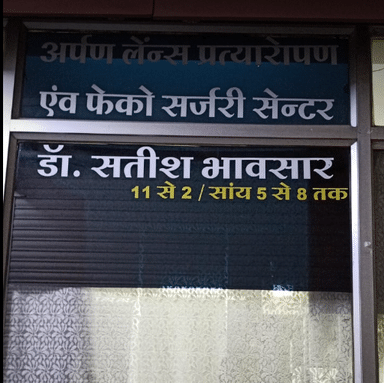 अर्पण लेंन्स प्रत्यारोपण
एंव फेको सर्जरी सेन्टर
डॉ. सतीश भावसार
11 से 2 / सांय 5 से 8 तक